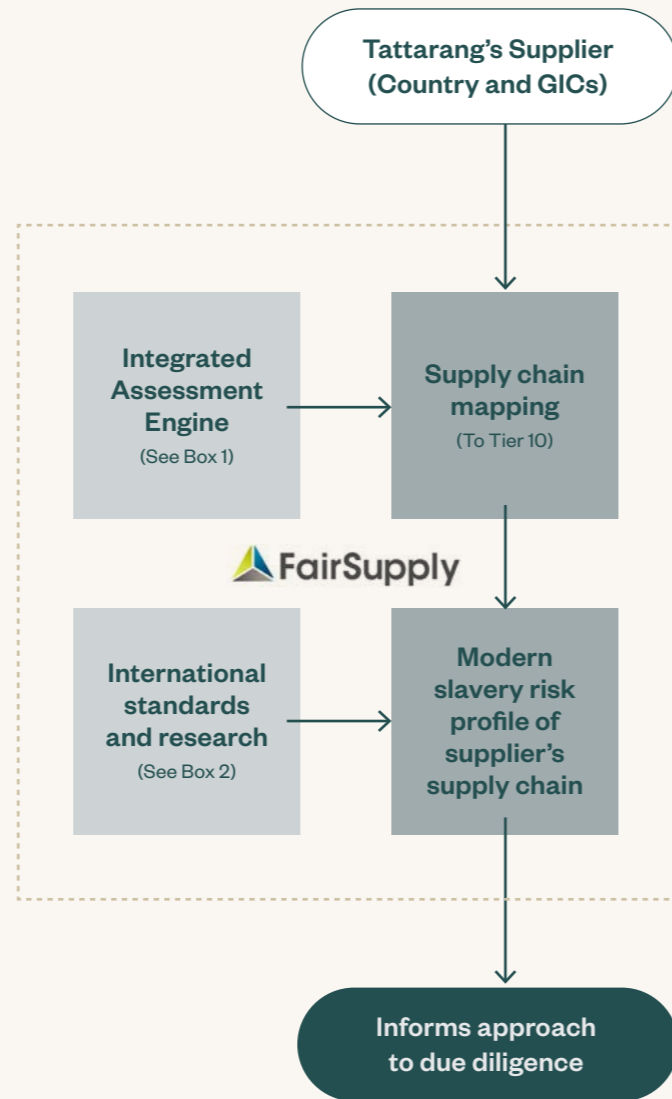 Tattarang’s Supplier
(Country and GICs)
Integrated
Assessment
Engine
(See Box 1)
Supply chain
mapping
(To Tier 10)
FairSupply
International
standards
and research
(See Box 2)
Modern
slavery risk
profile of
supplier’s
supply chain
Informs approach
to due diligence